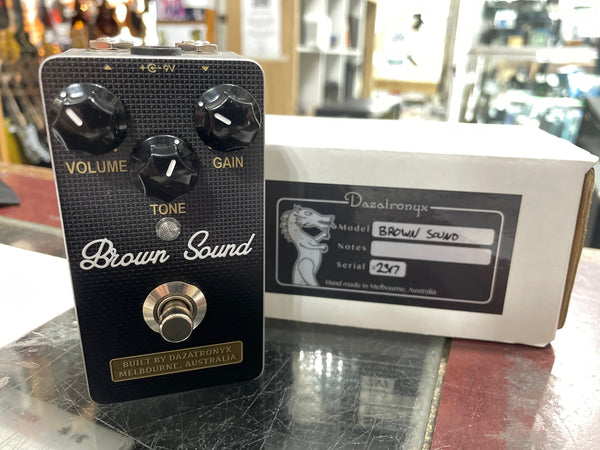 + 9V
VOLUME
GAIN
TONE
Brown Sound
BUILT BY DAZATRONYX
MELBOURNE, AUSTRALIA
Dazatronyx
Model BROWN SOUND
Notes
Serial #2317
Hand made in Melbourne, Australia